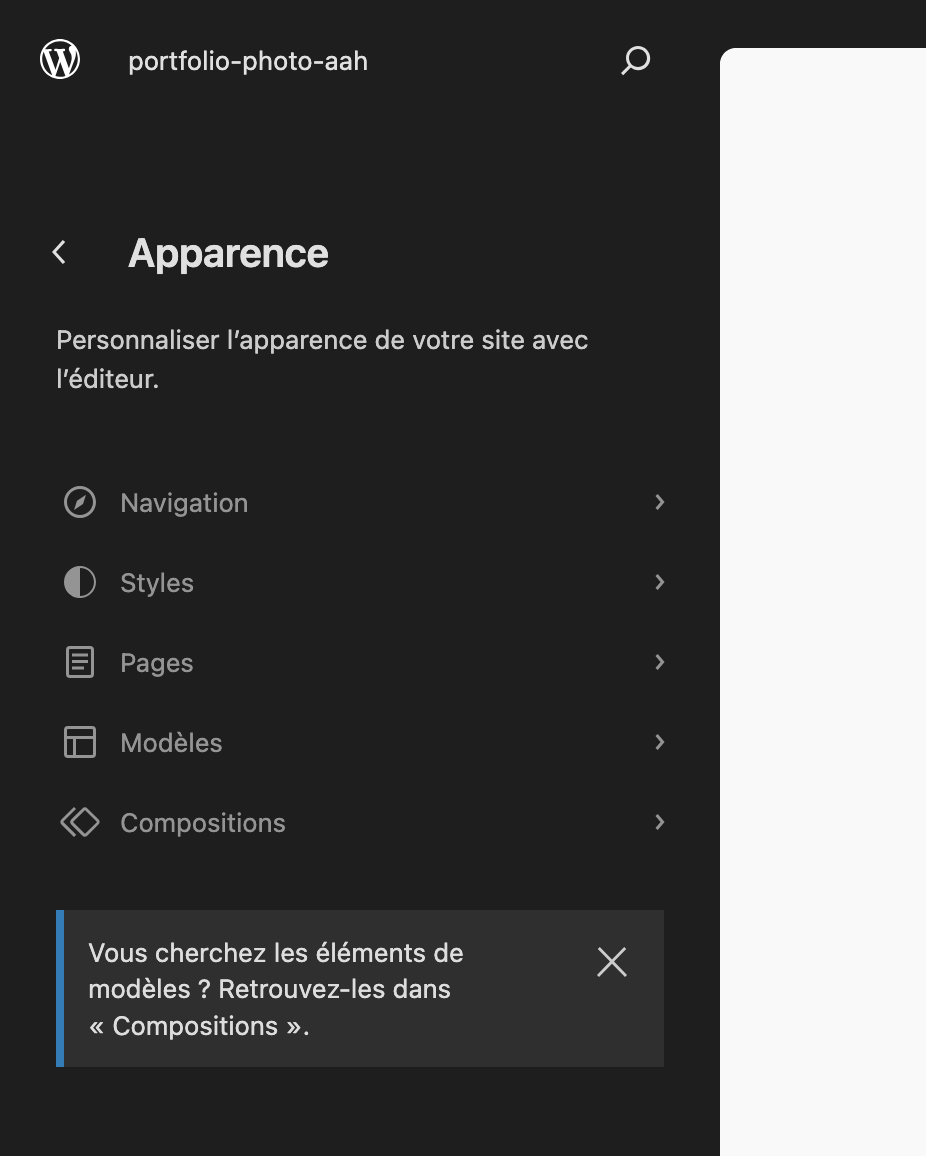 portfolio-photo-aah
Apparence
Personnaliser l’apparence de votre site avec
l’éditeur.
Navigation
Styles
Pages
Modèles
Compositions
Vous cherchez les éléments de
modèles ? Retrouvez-les dans
« Compositions ».